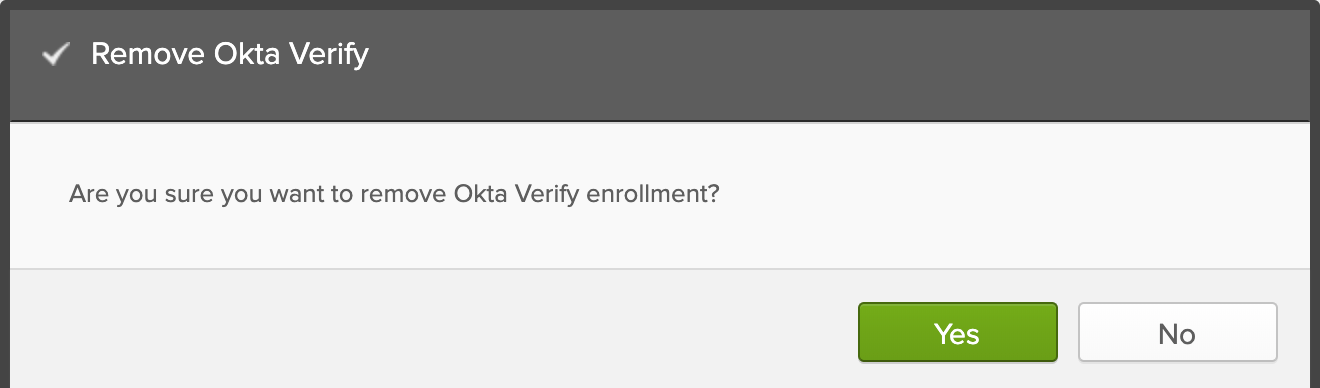 Remove Okta Verify
Are you sure you want to remove Okta Verify enrollment?
Yes
No